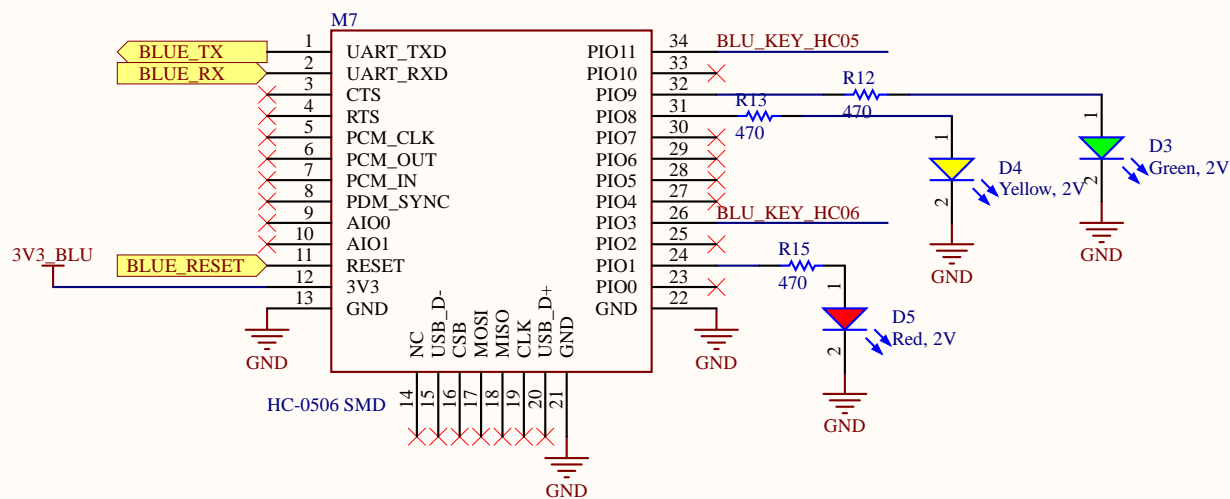 M7
BLUE_TX 1 UART_TXD
BLUE_RX 2 UART_RXD
3 CTS
4 RTS
5 PCM_CLK
6 PCM_OUT
7 PCM_IN
8 PDM_SYNC
9 AIO0
10 AIO1
3V3_BLU
BLUE_RESET 11 RESET
12 3V3
13 GND
GND
PIO11 34 BLU_KEY_HC05
PIO10 33
PIO9 32
PIO8 31
PIO7 30
PIO6 29
PIO5 28
PIO4 27
PIO3 26 BLU_KEY_HC06
PIO2 25
PIO1 24
PIO0 23
GND 22
GND
R12
470
R13
470
R15
470
1
D3
Green, 2V
2
GND
1
D4
Yellow, 2V
2
GND
1
D5
Red, 2V
2
GND
NC 14
USB_D- 15
CSB 16
MOSI 17
MISO 18
CLK 19
USB_D+ 20
GND 21
GND
HC-0506 SMD